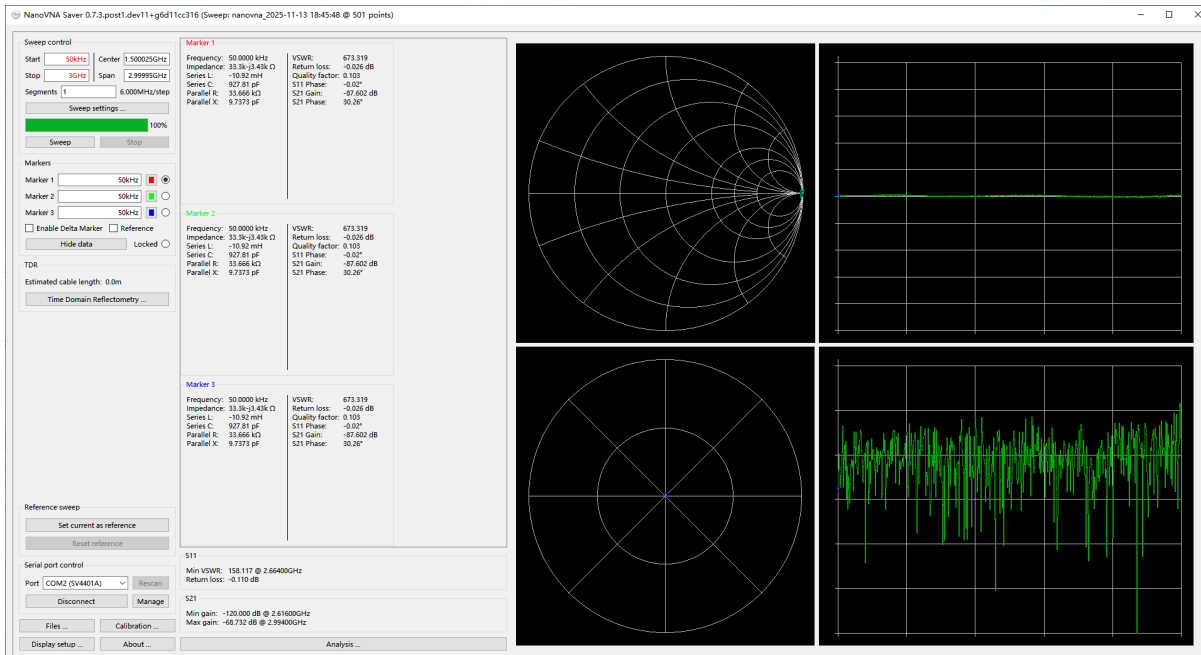 NanoVNA Saver 0.7.3.post1.dev11+g6d11cc316 (Sweep: nanovna_2025-11-13 18:45:48 @ 501 points)
Sweep control
Start 50kHz Center 1.500025GHz
Stop 3GHz Span 2.99995GHz
Segments 1 6.000MHz/step
Sweep settings ...
100%
Sweep Stop
Markers
Marker 1 50kHz
Marker 2 50kHz
Marker 3 50kHz
Enable Delta Marker Reference
Hide data Locked
TDR
Estimated cable length: 0.0m
Time Domain Reflectometry ...
Reference sweep
Set current as reference
Reset reference
Serial port control
Port COM2 (SV4401A) Rescan
Disconnect Manage
Files ... Calibration ...
Display setup ... About ...
Marker 1
Frequency: 50.0000 kHz VSWR: 673.319
Impedance: 33.3k-j3.43k Ω Return loss: -0.026 dB
Series L: -10.92 mH Quality factor: 0.103
Series C: 927.81 pF S11 Phase: -0.02°
Parallel R: 33.666 kΩ S21 Gain: -87.602 dB
Parallel X: 9.7373 pF S21 Phase: 30.26°
Marker 2
Frequency: 50.0000 kHz VSWR: 673.319
Impedance: 33.3k-j3.43k Ω Return loss: -0.026 dB
Series L: -10.92 mH Quality factor: 0.103
Series C: 927.81 pF S11 Phase: -0.02°
Parallel R: 33.666 kΩ S21 Gain: -87.602 dB
Parallel X: 9.7373 pF S21 Phase: 30.26°
Marker 3
Frequency: 50.0000 kHz VSWR: 673.319
Impedance: 33.3k-j3.43k Ω Return loss: -0.026 dB
Series L: -10.92 mH Quality factor: 0.103
Series C: 927.81 pF S11 Phase: -0.02°
Parallel R: 33.666 kΩ S21 Gain: -87.602 dB
Parallel X: 9.7373 pF S21 Phase: 30.26°
S11
Min VSWR: 158.117 @ 2.66400GHz
Return loss: -0.110 dB
S21
Min gain: -120.000 dB @ 2.61600GHz
Max gain: -68.732 dB @ 2.99400GHz
Analysis ...